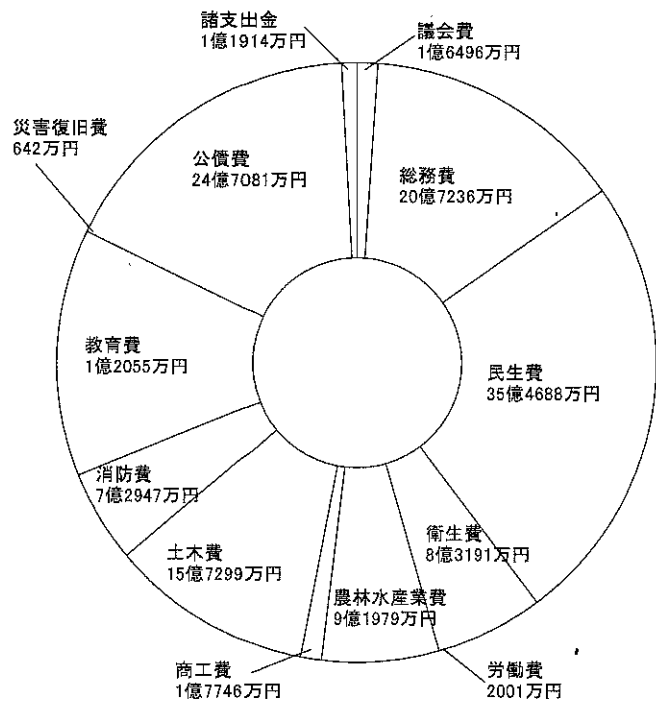 諸支出金
1億1914万円
議会費
1億6496万円
災害復旧費
642万円
公債費
24億7081万円
総務費
20億7236万円
教育費
1億2055万円
民生費
35億4688万円
消防費
7億2947万円
衛生費
8億3191万円
土木費
15億7299万円
農林水産業費
9億1979万円
商工費
1億7746万円
労働費
2001万円